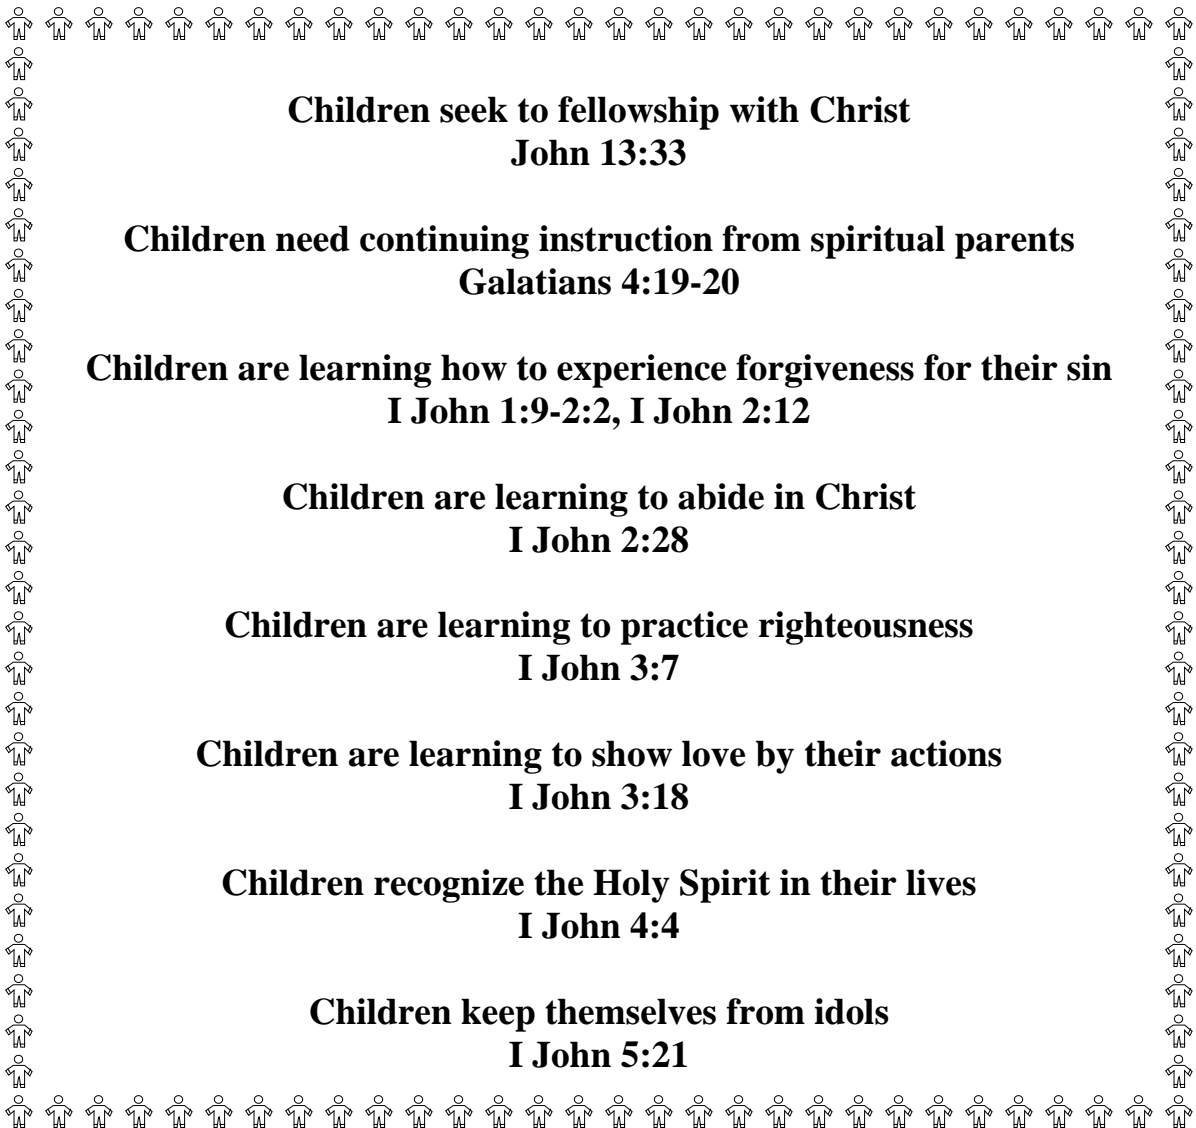 Children seek to fellowship with Christ
John 13:33
Children need continuing instruction from spiritual parents
Galatians 4:19-20
Children are learning how to experience forgiveness for their sin
I John 1:9-2:2, I John 2:12
Children are learning to abide in Christ
I John 2:28
Children are learning to practice righteousness
I John 3:7
Children are learning to show love by their actions
I John 3:18
Children recognize the Holy Spirit in their lives
I John 4:4
Children keep themselves from idols
I John 5:21